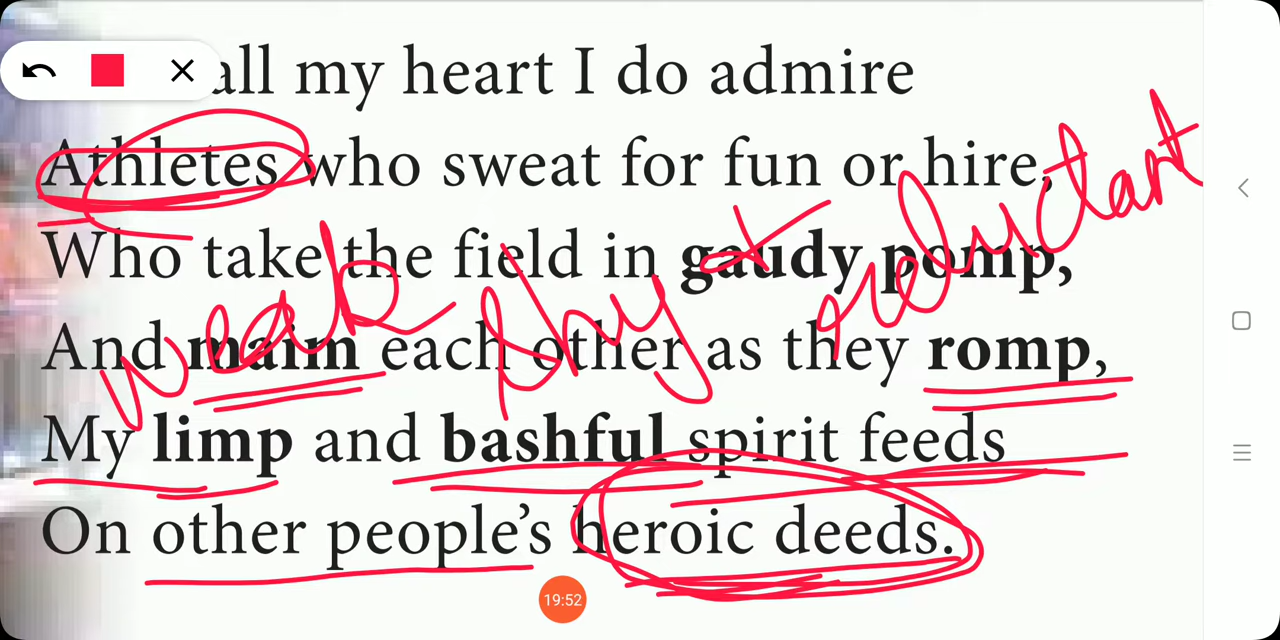 all my heart I do admire
Athletes who sweat for fun or hire,
Who take the field in gaudy pomp,
And maim each other as they romp,
My limp and bashful spirit feeds
On other people's heroic deeds.
weak shy reluctant
19:52